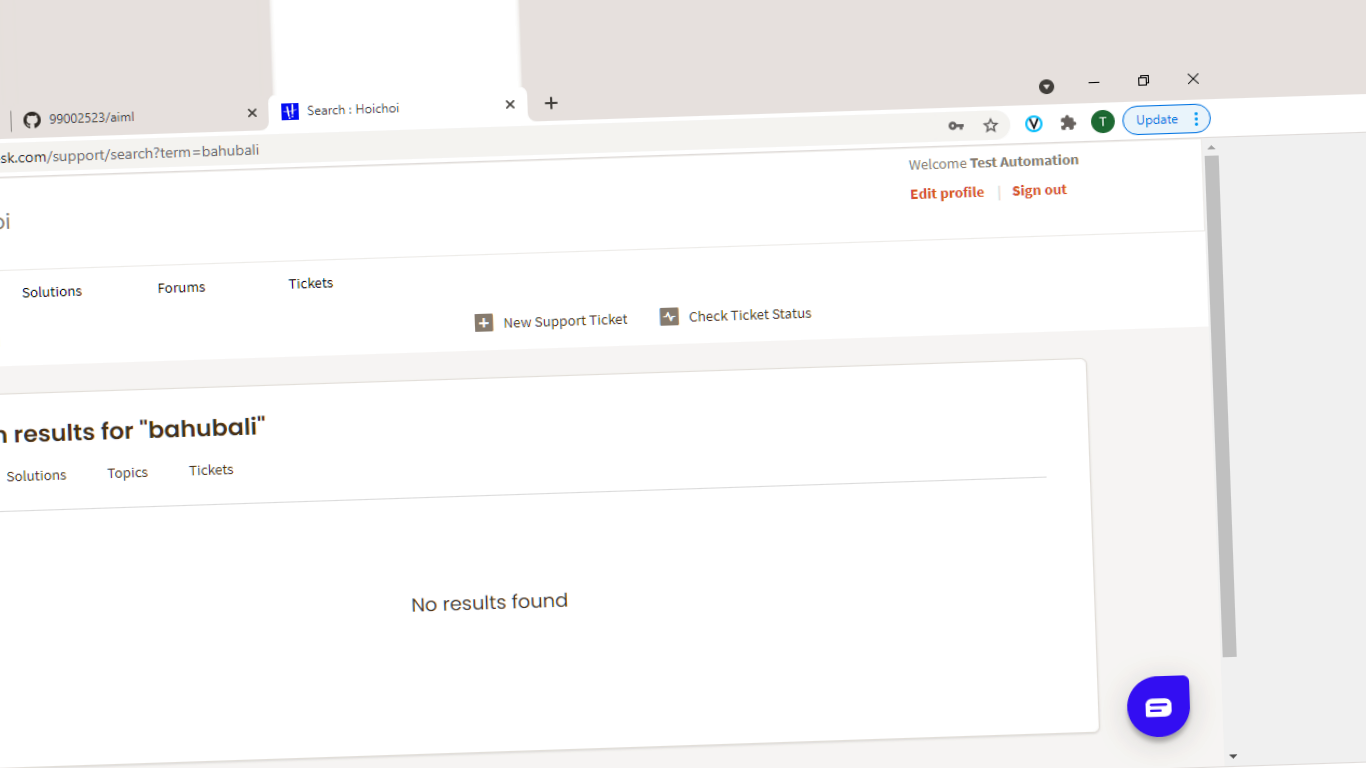 99002523/aiml
Search : Hoichoi
sk.com/support/search?term=bahubali
T
Update
Welcome Test Automation
Edit profile | Sign out
oi
Solutions
Forums
Tickets
New Support Ticket
Check Ticket Status
results for "bahubali"
Solutions
Topics
Tickets
No results found